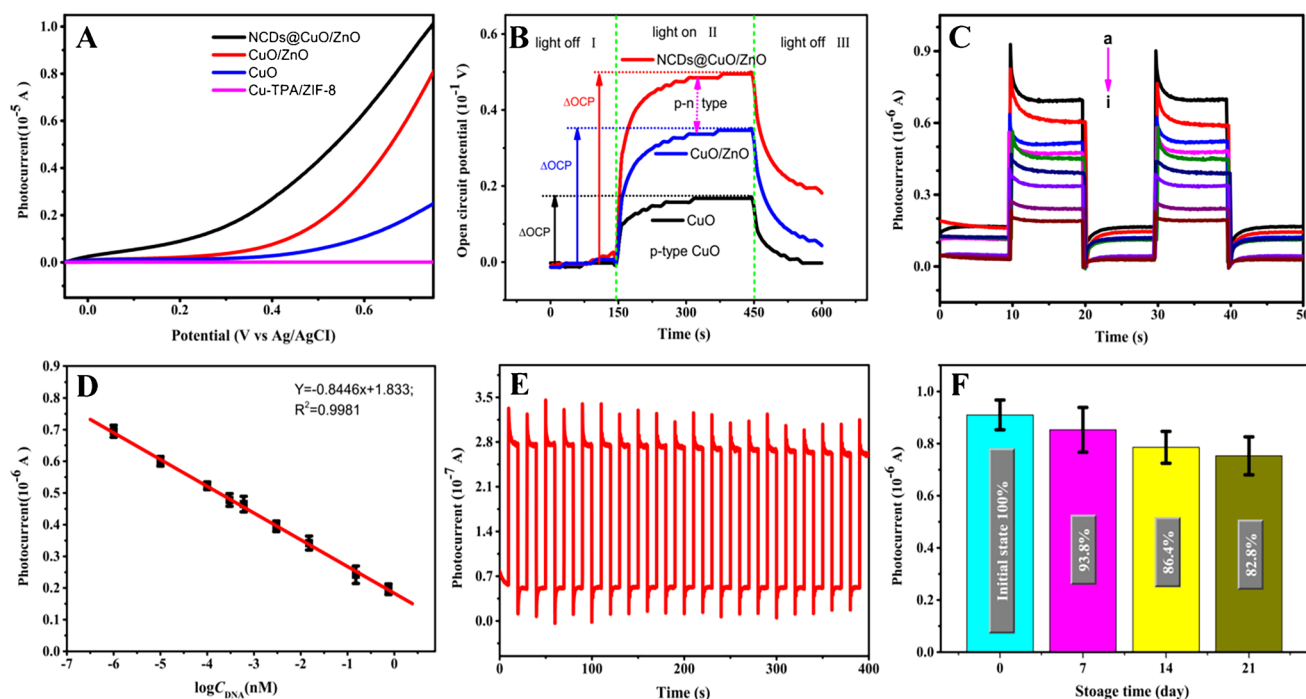 A
NCDs@CuO/ZnO
CuO/ZnO
CuO
Cu-TPA/ZIF-8
Photocurrent(10⁻⁵ A)
1.0
0.8
0.6
0.4
0.2
0.0
0.0 0.2 0.4 0.6
Potential (V vs Ag/AgCl)
B
light off I
light on II
light off III
NCDs@CuO/ZnO
ΔOCP
p-n type
ΔOCP
CuO/ZnO
ΔOCP
CuO
p-type CuO
Open circuit potential (10⁻¹ V)
0.6
0.4
0.2
0.0
0 150 300 450 600
Time (s)
C
a
i
Photocurrent (10⁻⁶ A)
0.9
0.6
0.3
0.0
0 10 20 30 40 50
Time (s)
D
Y=-0.8446x+1.833;
R²=0.9981
Photocurrent(10⁻⁶ A)
0.9
0.8
0.7
0.6
0.5
0.4
0.3
0.2
0.1
0.0
-7 -6 -5 -4 -3 -2 -1 0
logC_DNA(nM)
E
Photocurrent (10⁻⁷ A)
3.5
2.8
2.1
1.4
0.7
0.0
0 100 200 300 400
Time (s)
F
Photocurrent (10⁻⁶ A)
1.0
0.8
0.6
0.4
0.2
0.0
Initial state 100%
93.8%
86.4%
82.8%
0 7 14 21
Stoage time (day)